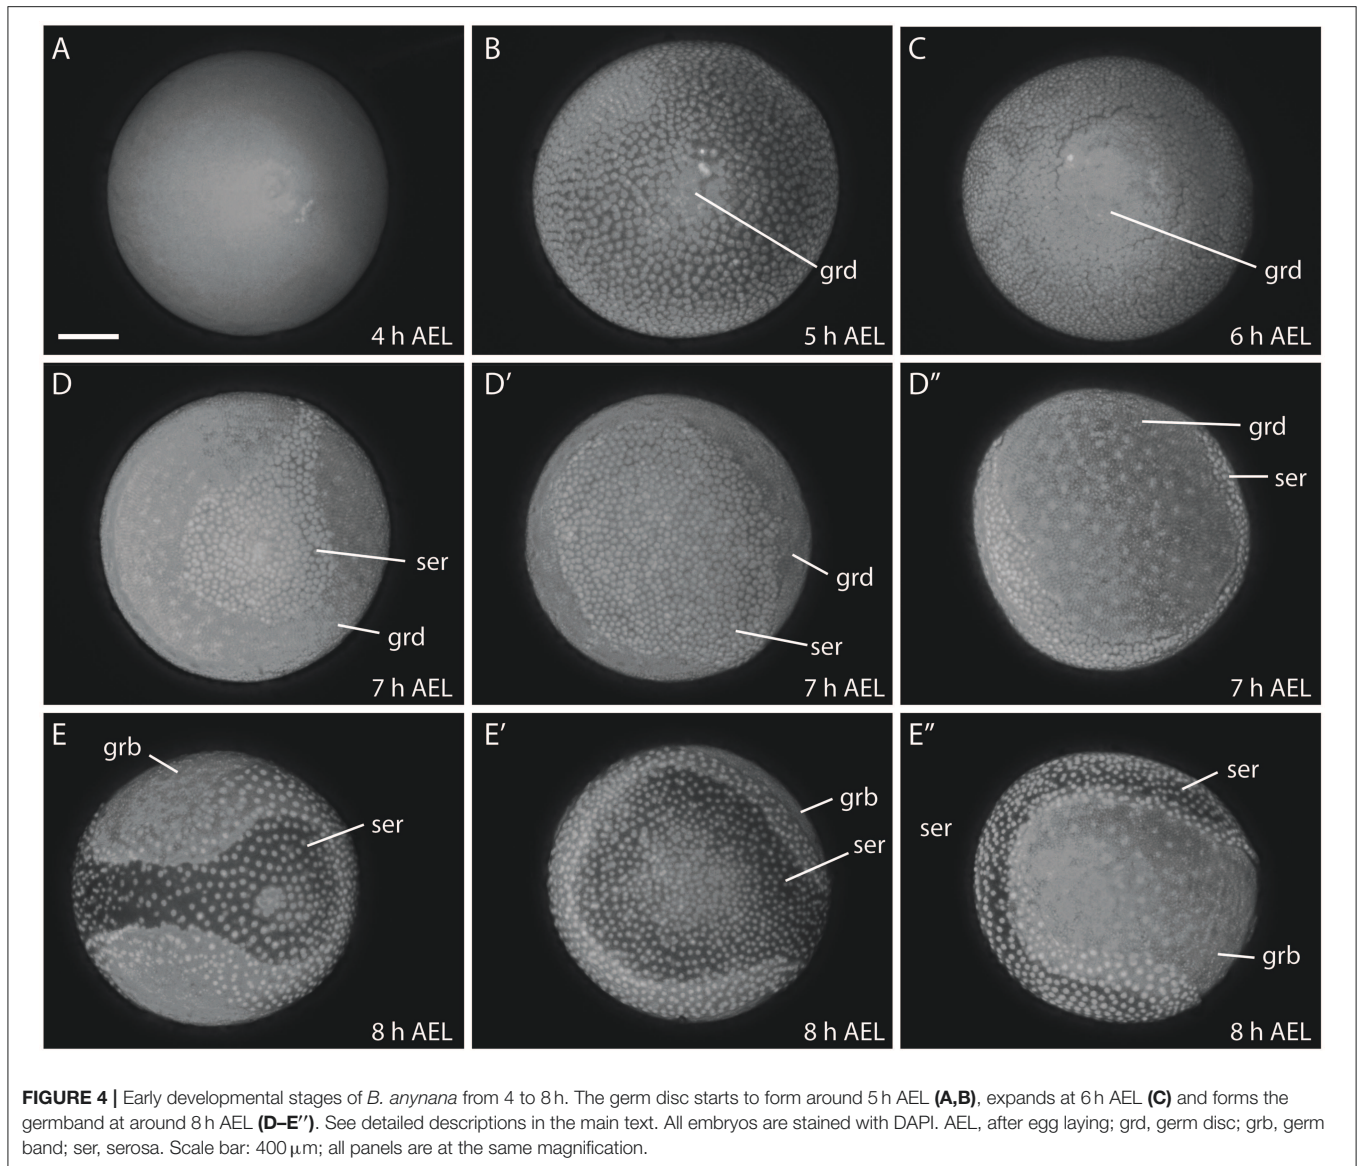 A
4 h AEL
B
grd
5 h AEL
C
grd
6 h AEL
D
ser
grd
7 h AEL
D′
grd
ser
7 h AEL
D″
grd
ser
7 h AEL
E
grb
ser
8 h AEL
E′
grb
ser
8 h AEL
E″
ser
ser
grb
8 h AEL
FIGURE 4 | Early developmental stages of B. anynana from 4 to 8 h. The germ disc starts to form around 5 h AEL (A,B), expands at 6 h AEL (C) and forms the
germband at around 8 h AEL (D–E′′). See detailed descriptions in the main text. All embryos are stained with DAPI. AEL, after egg laying; grd, germ disc; grb, germ
band; ser, serosa. Scale bar: 400 μm; all panels are at the same magnification.